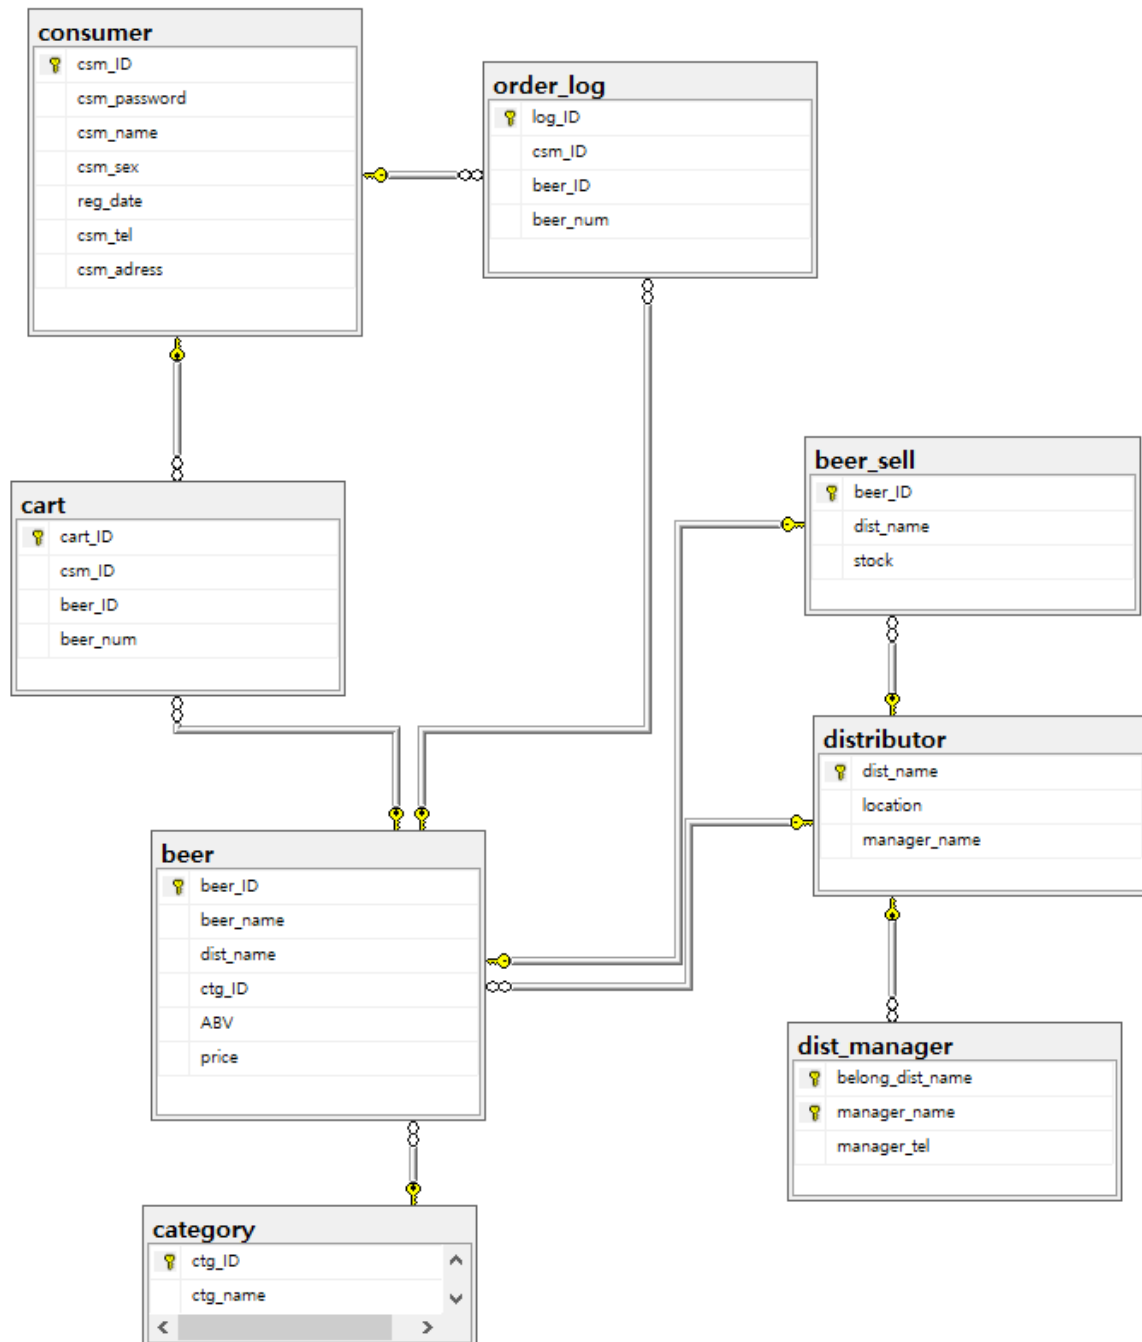 consumer
csm_ID
csm_password
csm_name
csm_sex
reg_date
csm_tel
csm_adress
order_log
log_ID
csm_ID
beer_ID
beer_num
cart
cart_ID
csm_ID
beer_ID
beer_num
beer_sell
beer_ID
dist_name
stock
distributor
dist_name
location
manager_name
beer
beer_ID
beer_name
dist_name
ctg_ID
ABV
price
dist_manager
belong_dist_name
manager_name
manager_tel
category
ctg_ID
ctg_name